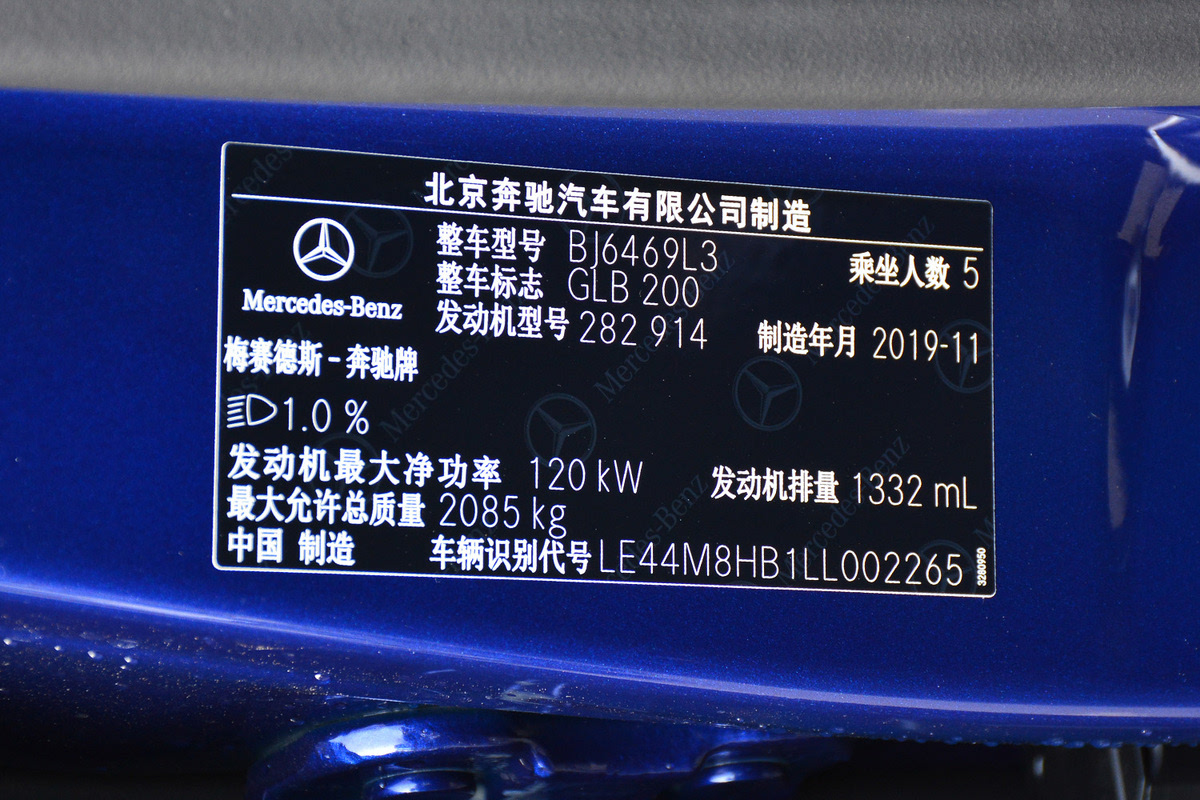 北京奔驰汽车有限公司制造
Mercedes-Benz
梅赛德斯-奔驰牌
整车型号 BJ6469L3
整车标志 GLB 200
乘坐人数 5
发动机型号 282 914
制造年月 2019-11
1.0 %
发动机最大净功率 120 kW
发动机排量 1332 mL
最大允许总质量 2085 kg
中国 制造
车辆识别代号 LE44M8HB1LL002265
3280950